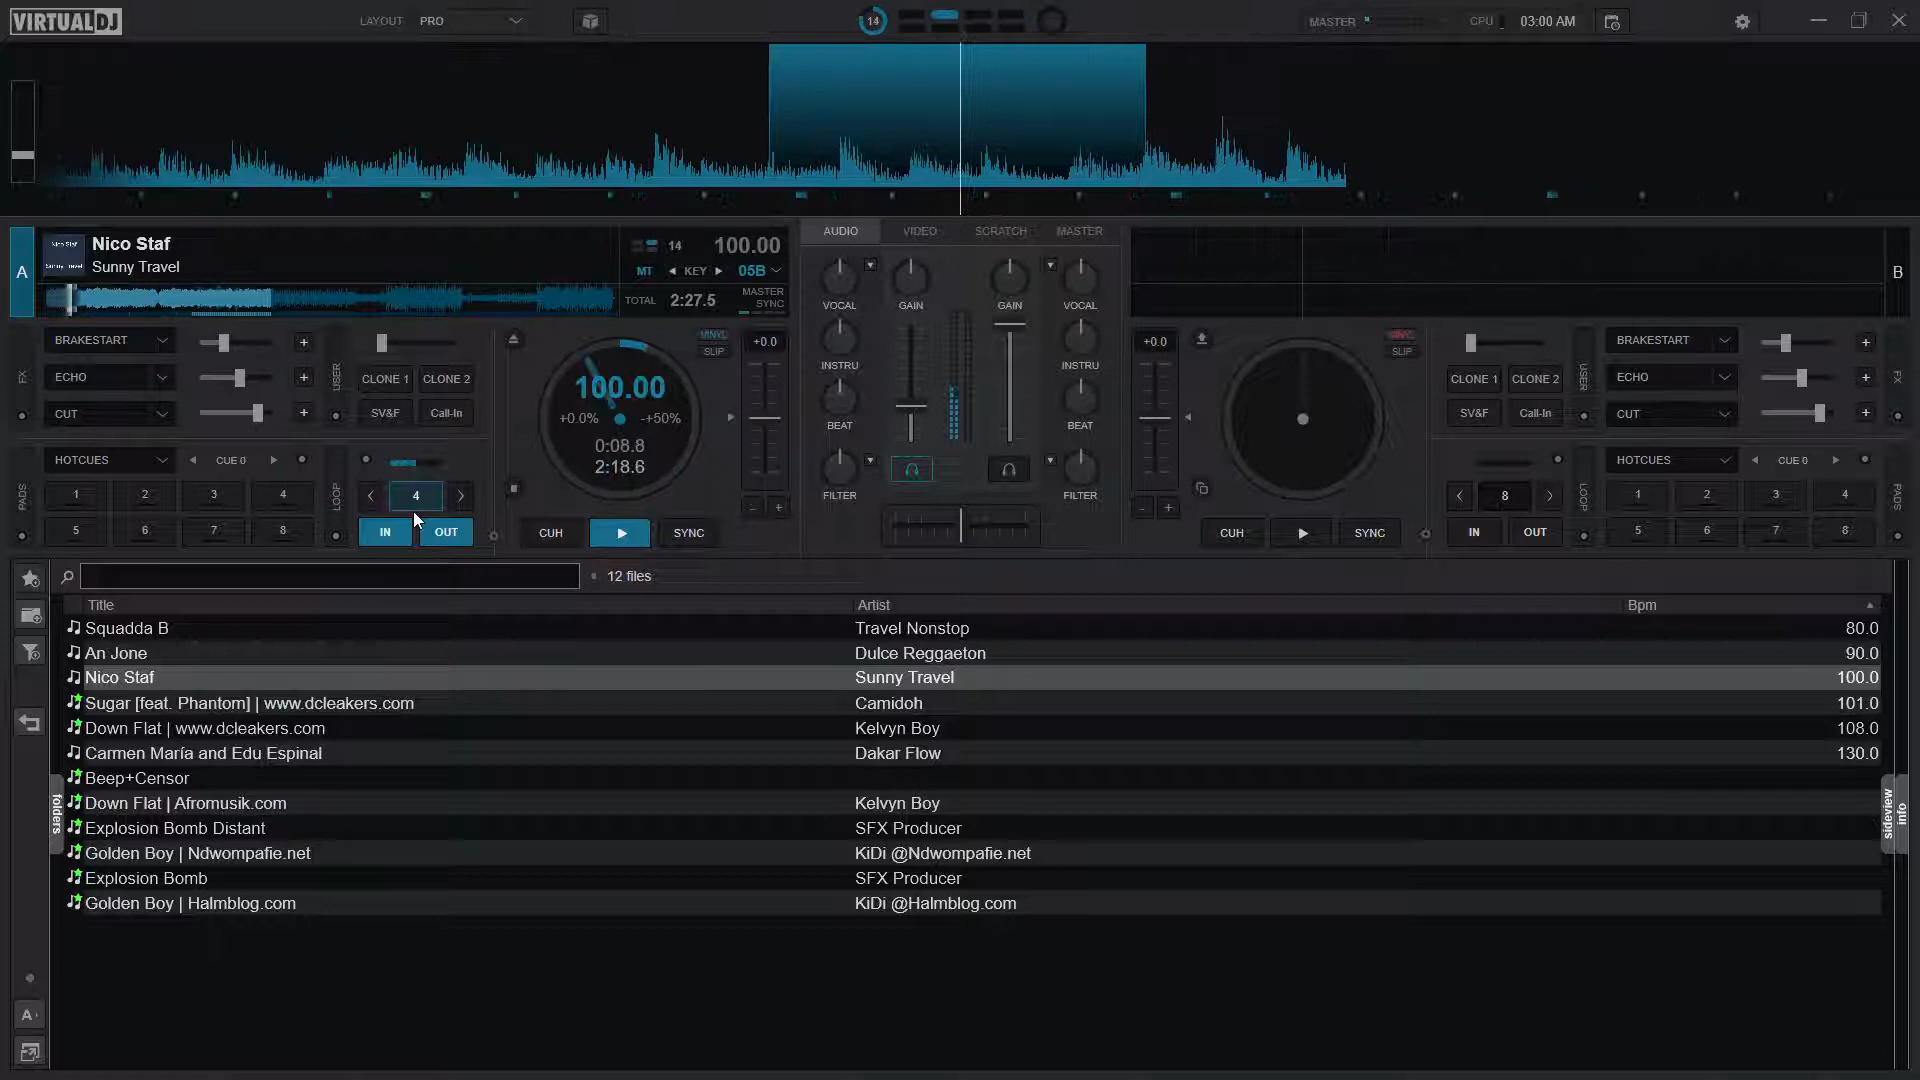 VIRTUALDJ
LAYOUT PRO
14
MASTER
CPU
03:00 AM
A
Nico Staf
Sunny Travel
14
100.00
MT
KEY
05B
TOTAL 2:27.5
MASTER
SYNC
AUDIO VIDEO SCRATCH MASTER
VOCAL GAIN GAIN VOCAL
INSTRU INSTRU
BEAT BEAT
FILTER FILTER
B
FX
BRAKESTART +
ECHO +
CUT +
USER
CLONE 1 CLONE 2
SV&F Call-In
VINYL
SLIP
+0.0
100.00
+0.0% -+50%
0:08.8
2:18.6
- +
PADS
HOTCUES CUE 0
1 2 3 4
5 6 7 8
LOOP
4
IN OUT
CUH SYNC
+0.0
VINYL
SLIP
- +
CUH SYNC
CLONE 1 CLONE 2
SV&F Call-In
USER
BRAKESTART +
ECHO +
CUT +
FX
8
IN OUT
LOOP
HOTCUES CUE 0
1 2 3 4
5 6 7 8
PADS
12 files
Title Artist Bpm
Squadda B Travel Nonstop 80.0
An Jone Dulce Reggaeton 90.0
Nico Staf Sunny Travel 100.0
Sugar [feat. Phantom] | www.dcleakers.com Camidoh 101.0
Down Flat | www.dcleakers.com Kelvyn Boy 108.0
Carmen María and Edu Espinal Dakar Flow 130.0
Beep+Censor
Down Flat | Afromusik.com Kelvyn Boy
Explosion Bomb Distant SFX Producer
Golden Boy | Ndwompafie.net KiDi @Ndwompafie.net
Explosion Bomb SFX Producer
Golden Boy | Halmblog.com KiDi @Halmblog.com
folders
sideview
info
A